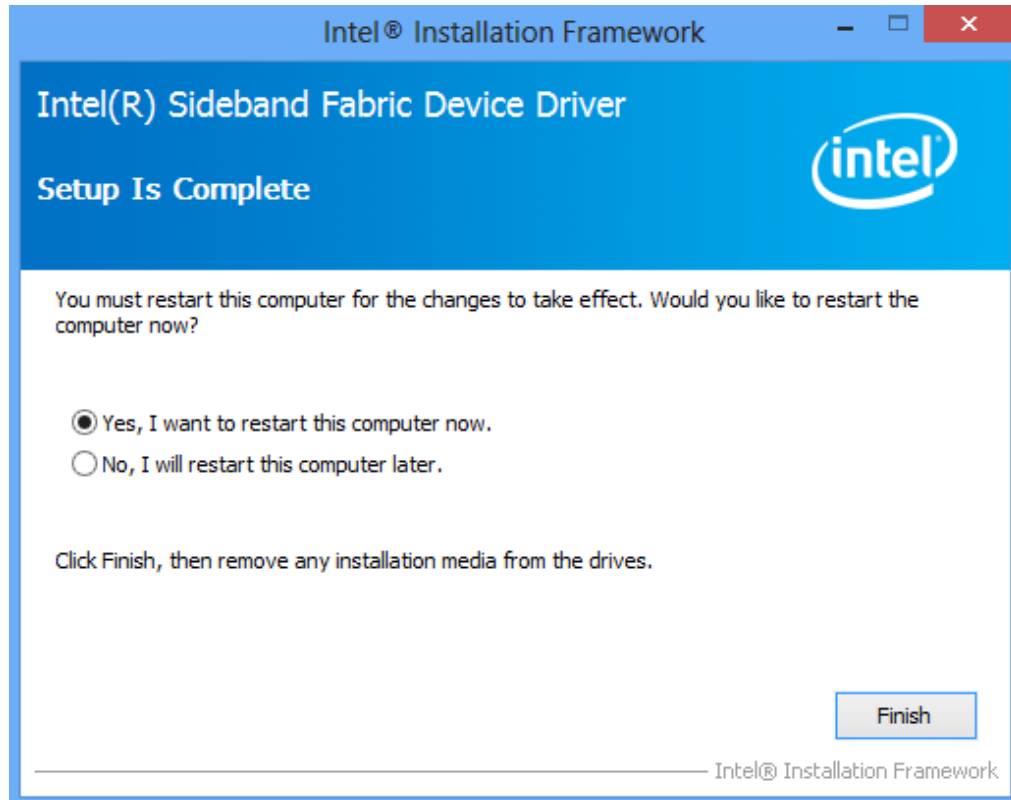 Intel® Installation Framework
Intel(R) Sideband Fabric Device Driver
Setup Is Complete
intel
You must restart this computer for the changes to take effect. Would you like to restart the
computer now?
Yes, I want to restart this computer now.
No, I will restart this computer later.
Click Finish, then remove any installation media from the drives.
Finish
Intel® Installation Framework